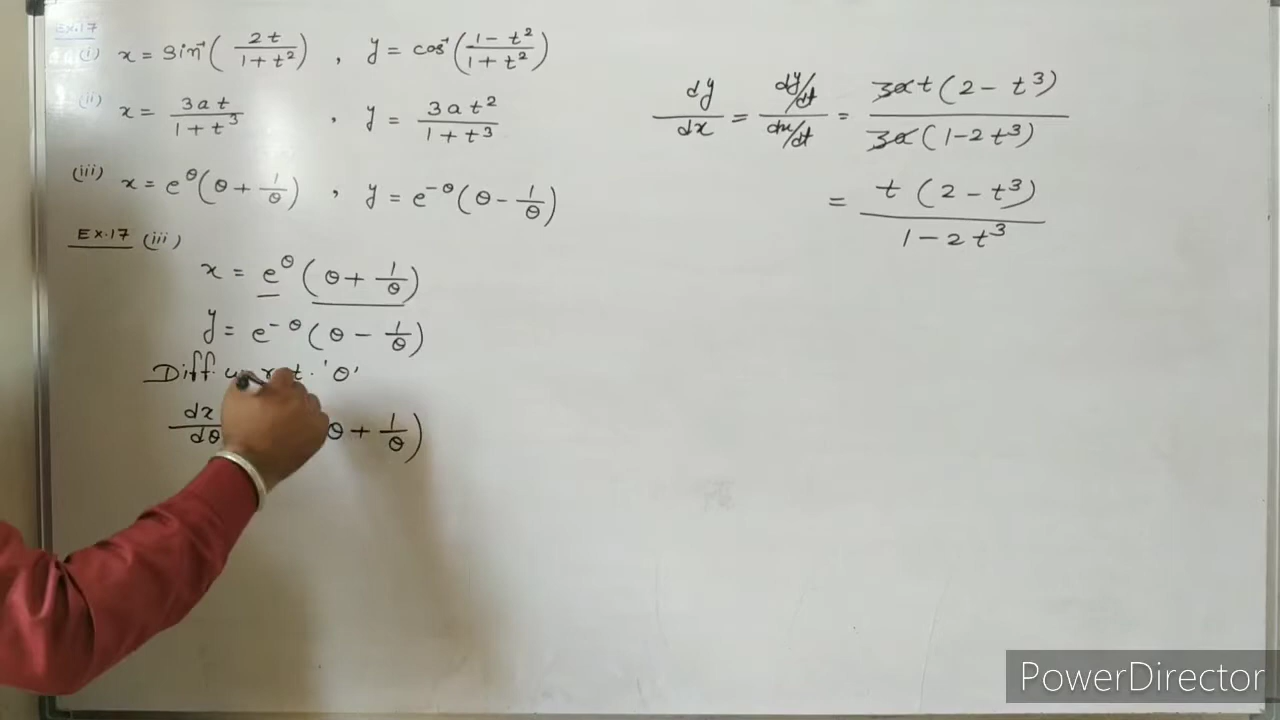 Ex.17
(i) x = sin⁻¹(2t/(1+t²)) , y = cos⁻¹((1-t²)/(1+t²))
(ii) x = 3at/(1+t³) , y = 3at²/(1+t³)
(iii) x = e^θ(θ + 1/θ) , y = e^-θ(θ - 1/θ)
Ex.17 (iii)
x = e^θ (θ + 1/θ)
y = e^-θ (θ - 1/θ)
Diff. t. 'θ'
dx/dθ θ + 1/θ)
dy/dx = (dy/dt)/(dx/dt) = 3at(2 - t³)/3a(1-2t³)
= t(2 - t³)/(1-2t³)
PowerDirector